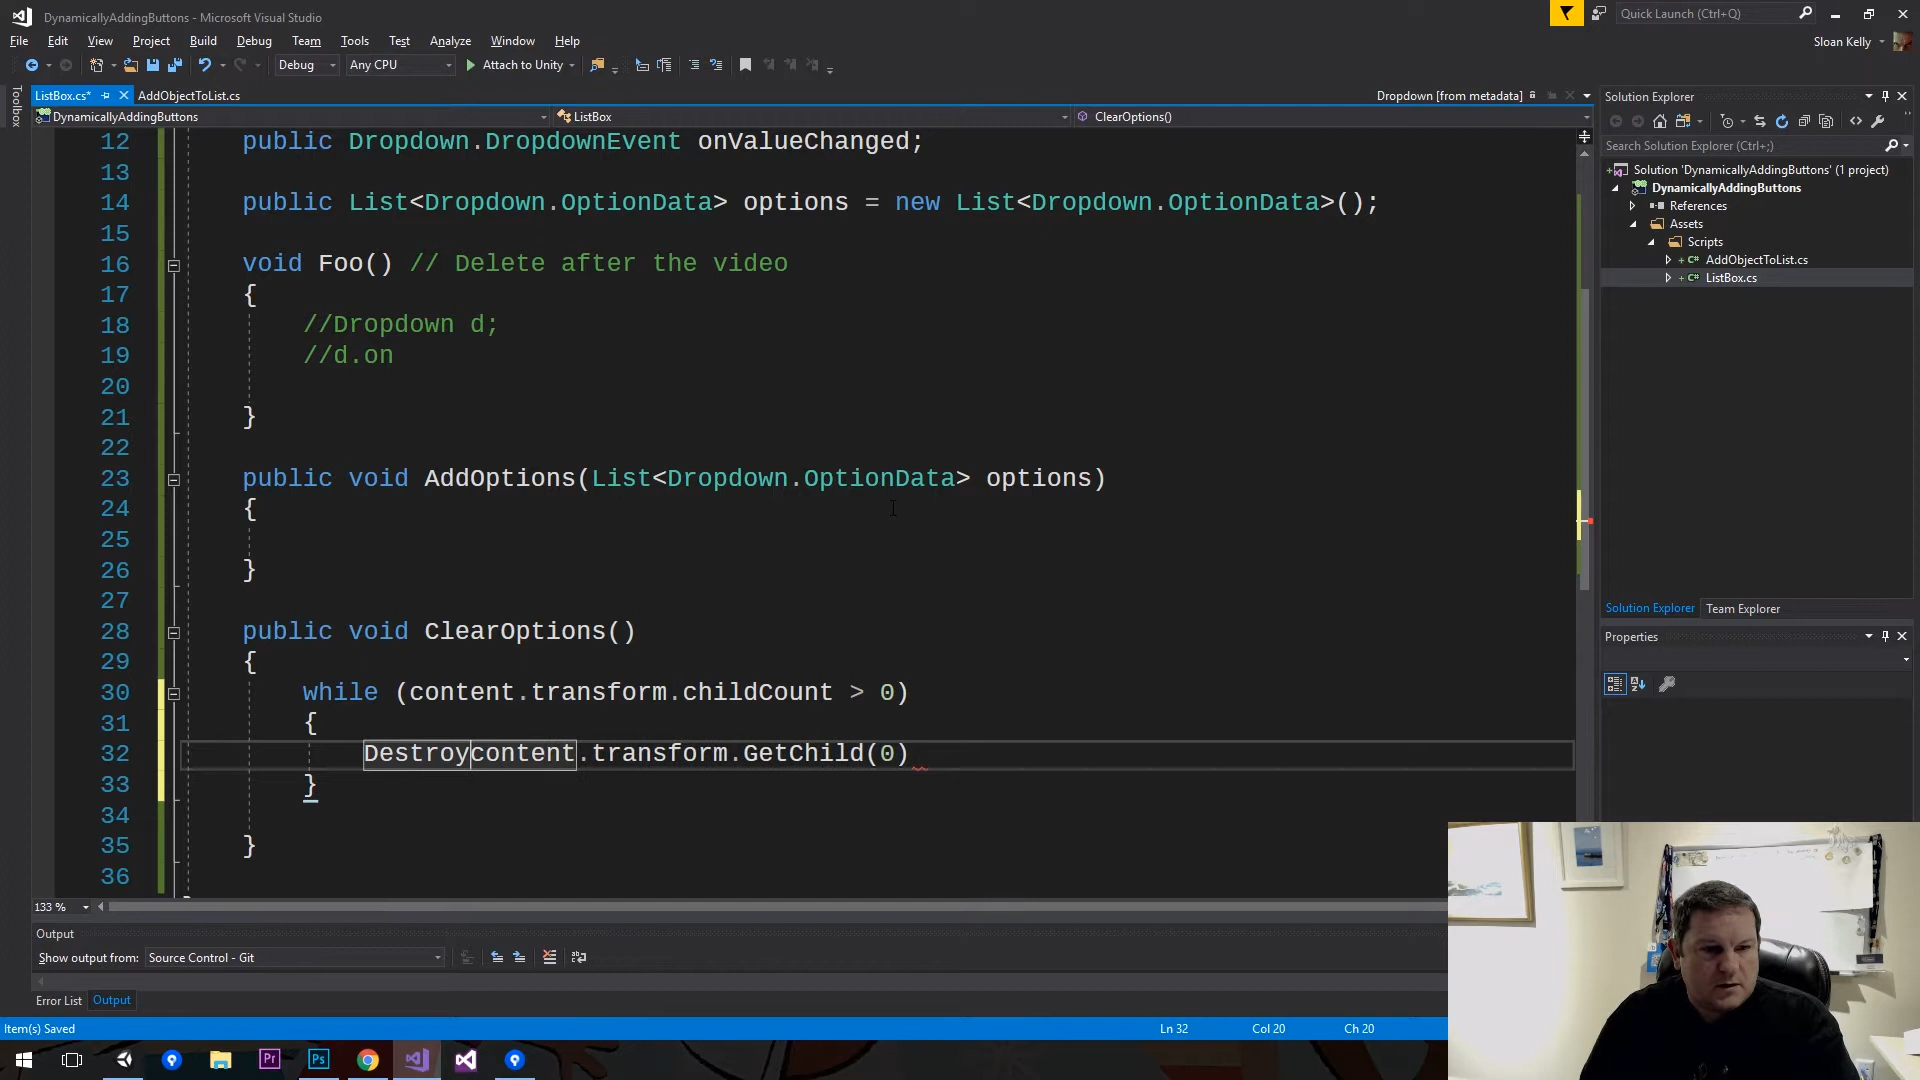 DynamicallyAddingButtons - Microsoft Visual Studio
Quick Launch (Ctrl+Q)
File Edit View Project Build Debug Team Tools Test Analyze Window Help
Sloan Kelly
Debug Any CPU Attach to Unity
Toolbox
ListBox.cs* AddObjectToList.cs Dropdown [from metadata]
DynamicallyAddingButtons ListBox ClearOptions()
12 public Dropdown.DropdownEvent onValueChanged;
13
14 public List<Dropdown.OptionData> options = new List<Dropdown.OptionData>();
15
16 void Foo() // Delete after the video
17 {
18 //Dropdown d;
19 //d.on
20
21 }
22
23 public void AddOptions(List<Dropdown.OptionData> options)
24 {
25
26 }
27
28 public void ClearOptions()
29 {
30 while (content.transform.childCount > 0)
31 {
32 Destroycontent.transform.GetChild(0)
33 }
34
35 }
36
133 %
Output
Show output from: Source Control - Git
Error List Output
Item(s) Saved Ln 32 Col 20 Ch 20
Solution Explorer
Search Solution Explorer (Ctrl+;)
Solution 'DynamicallyAddingButtons' (1 project)
DynamicallyAddingButtons
References
Assets
Scripts
AddObjectToList.cs
ListBox.cs
Solution Explorer Team Explorer
Properties
Pr Ps